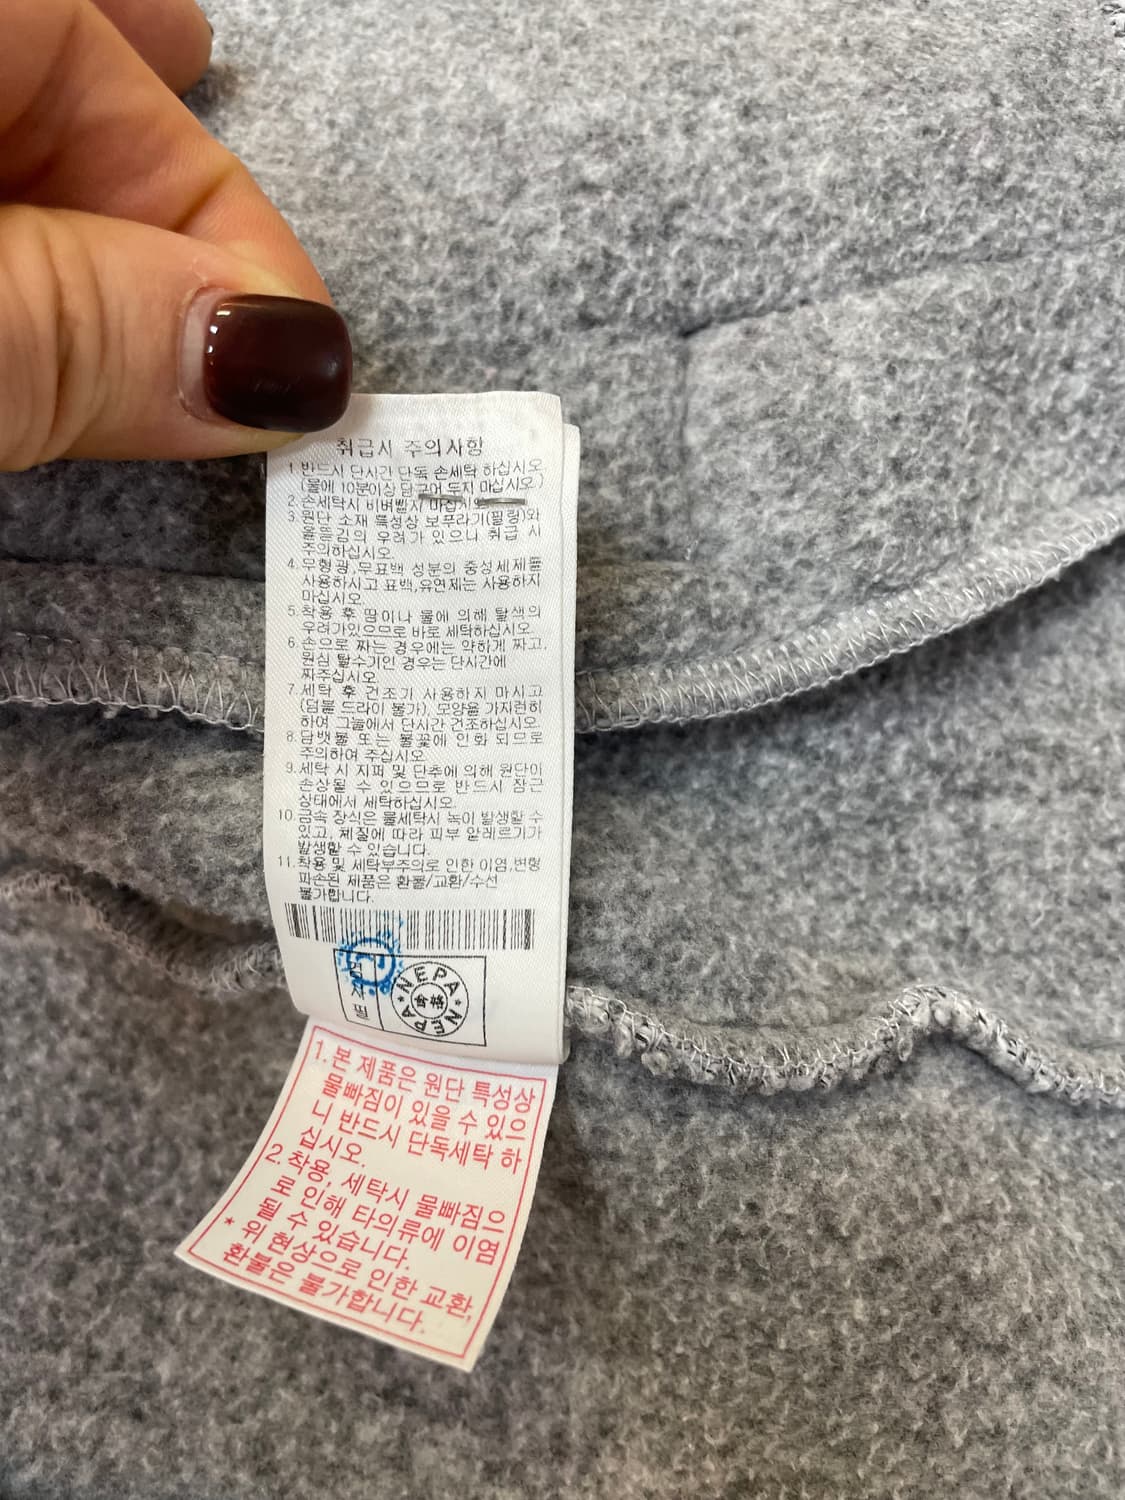 취급시 주의사항
1. 반드시 단시간 단독 손세탁 하십시오.
(물에 10분이상 담구어 두지 마십시오.)
2. 손세탁시 비벼빨지 마십시오.
3. 원단 소재 특성상 보푸라기(필링)와
올뜯김의 우려가 있으니 취급 시
주의하십시오.
4. 무형광,무표백 성분의 중성세제를
사용하시고 표백,유연제는 사용하지
마십시오.
5. 착용 후 땀이나 물에 의해 탈색의
우려가있으므로 바로 세탁하십시오.
6. 손으로 짜는 경우에는 약하게 짜고,
원심 탈수기인 경우는 단시간에
짜주십시오.
7. 세탁 후 건조기 사용하지 마시고
(텀블 드라이 불가), 모양을 가지런히
하여 그늘에서 단시간 건조하십시오.
8. 담뱃불 또는 불꽃에 인화 되므로
주의하여 주십시오.
9. 세탁 시 지퍼 및 단추에 의해 원단이
손상될 수 있으므로 반드시 잠근
상태에서 세탁하십시오.
10. 금속 장식은 물세탁시 녹이 발생할 수
있고, 체질에 따라 피부 알레르기가
발생할 수 있습니다.
11. 착용 및 세탁부주의로 인한 이염,변형
파손된 제품은 환불/교환/수선
불가합니다.
검사필
NEPA * NEPA *
合格
1. 본 제품은 원단 특성상
물빠짐이 있을 수 있으
니 반드시 단독세탁 하
십시오.
2. 착용, 세탁시 물빠짐으
로 인해 타의류에 이염
될 수 있습니다.
* 위 현상으로 인한 교환,
환불은 불가합니다.